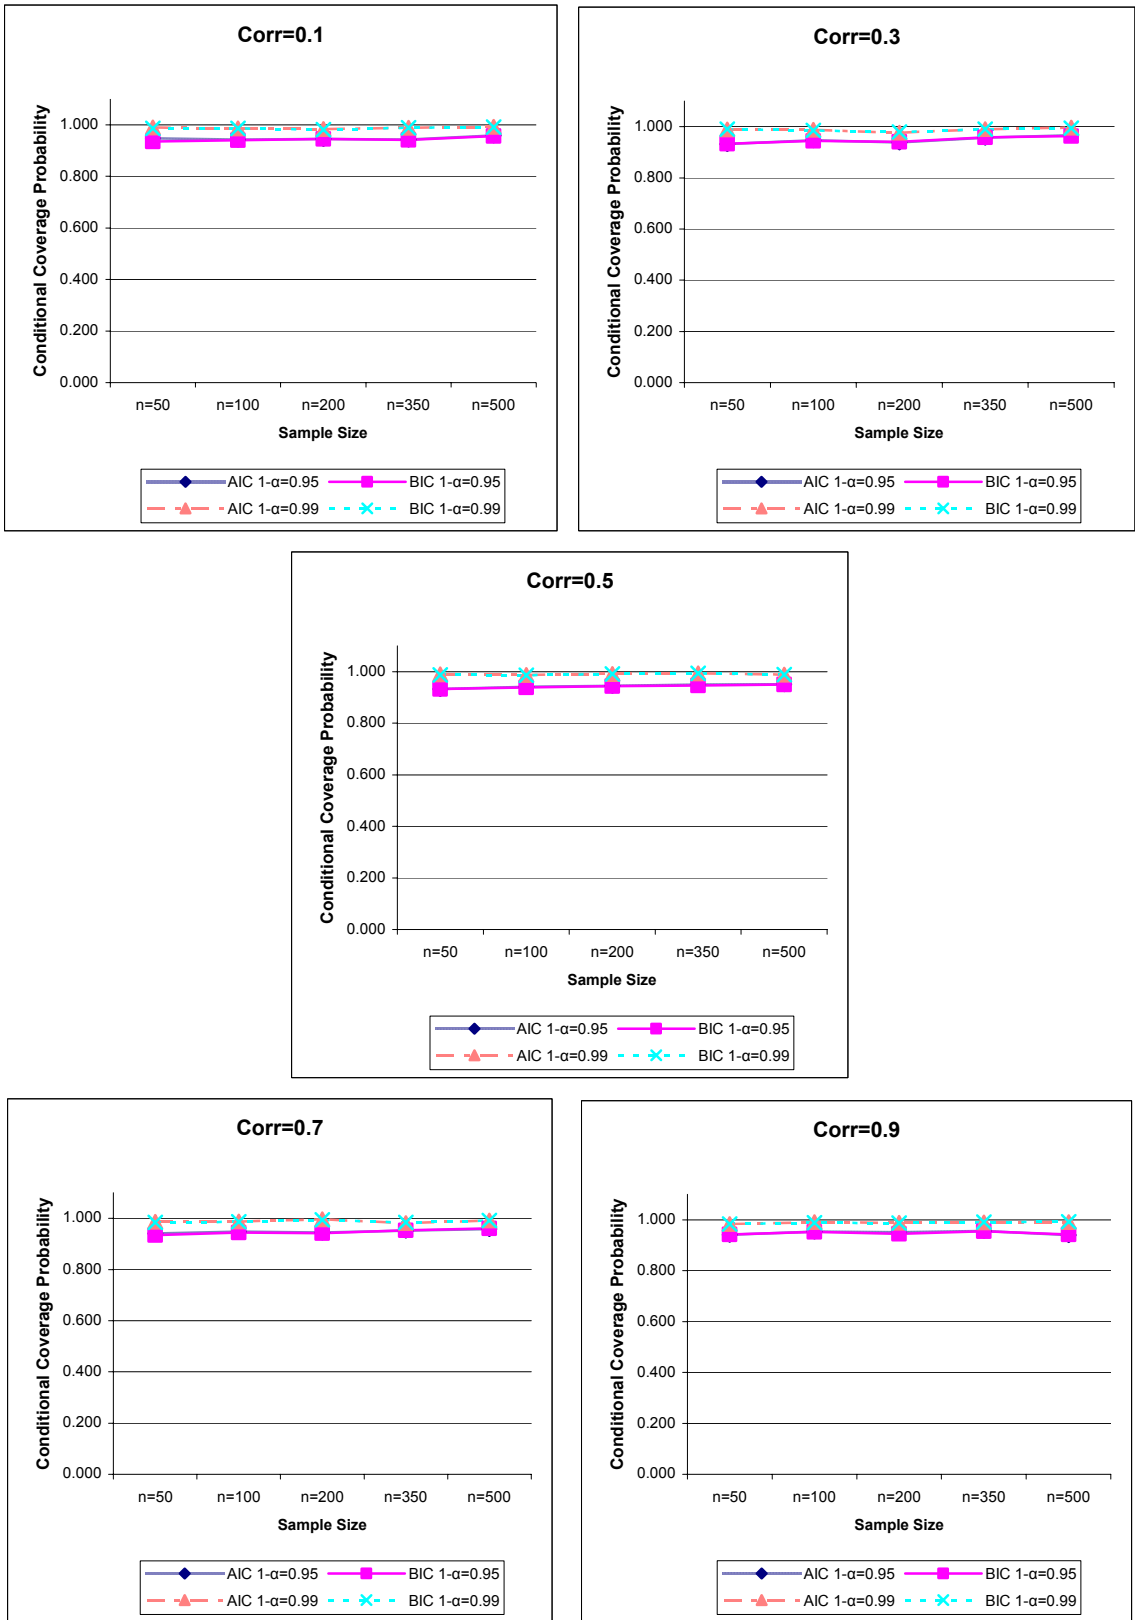 Corr=0.1
Conditional Coverage Probability
1.000
0.800
0.600
0.400
0.200
0.000
n=50 n=100 n=200 n=350 n=500
Sample Size
AIC 1-α=0.95 BIC 1-α=0.95
AIC 1-α=0.99 BIC 1-α=0.99
Corr=0.3
Conditional Coverage Probability
1.000
0.800
0.600
0.400
0.200
0.000
n=50 n=100 n=200 n=350 n=500
Sample Size
AIC 1-α=0.95 BIC 1-α=0.95
AIC 1-α=0.99 BIC 1-α=0.99
Corr=0.5
Conditional Coverage Probability
1.000
0.800
0.600
0.400
0.200
0.000
n=50 n=100 n=200 n=350 n=500
Sample Size
AIC 1-α=0.95 BIC 1-α=0.95
AIC 1-α=0.99 BIC 1-α=0.99
Corr=0.7
Conditional Coverage Probability
1.000
0.800
0.600
0.400
0.200
0.000
n=50 n=100 n=200 n=350 n=500
Sample Size
AIC 1-α=0.95 BIC 1-α=0.95
AIC 1-α=0.99 BIC 1-α=0.99
Corr=0.9
Conditional Coverage Probability
1.000
0.800
0.600
0.400
0.200
0.000
n=50 n=100 n=200 n=350 n=500
Sample Size
AIC 1-α=0.95 BIC 1-α=0.95
AIC 1-α=0.99 BIC 1-α=0.99